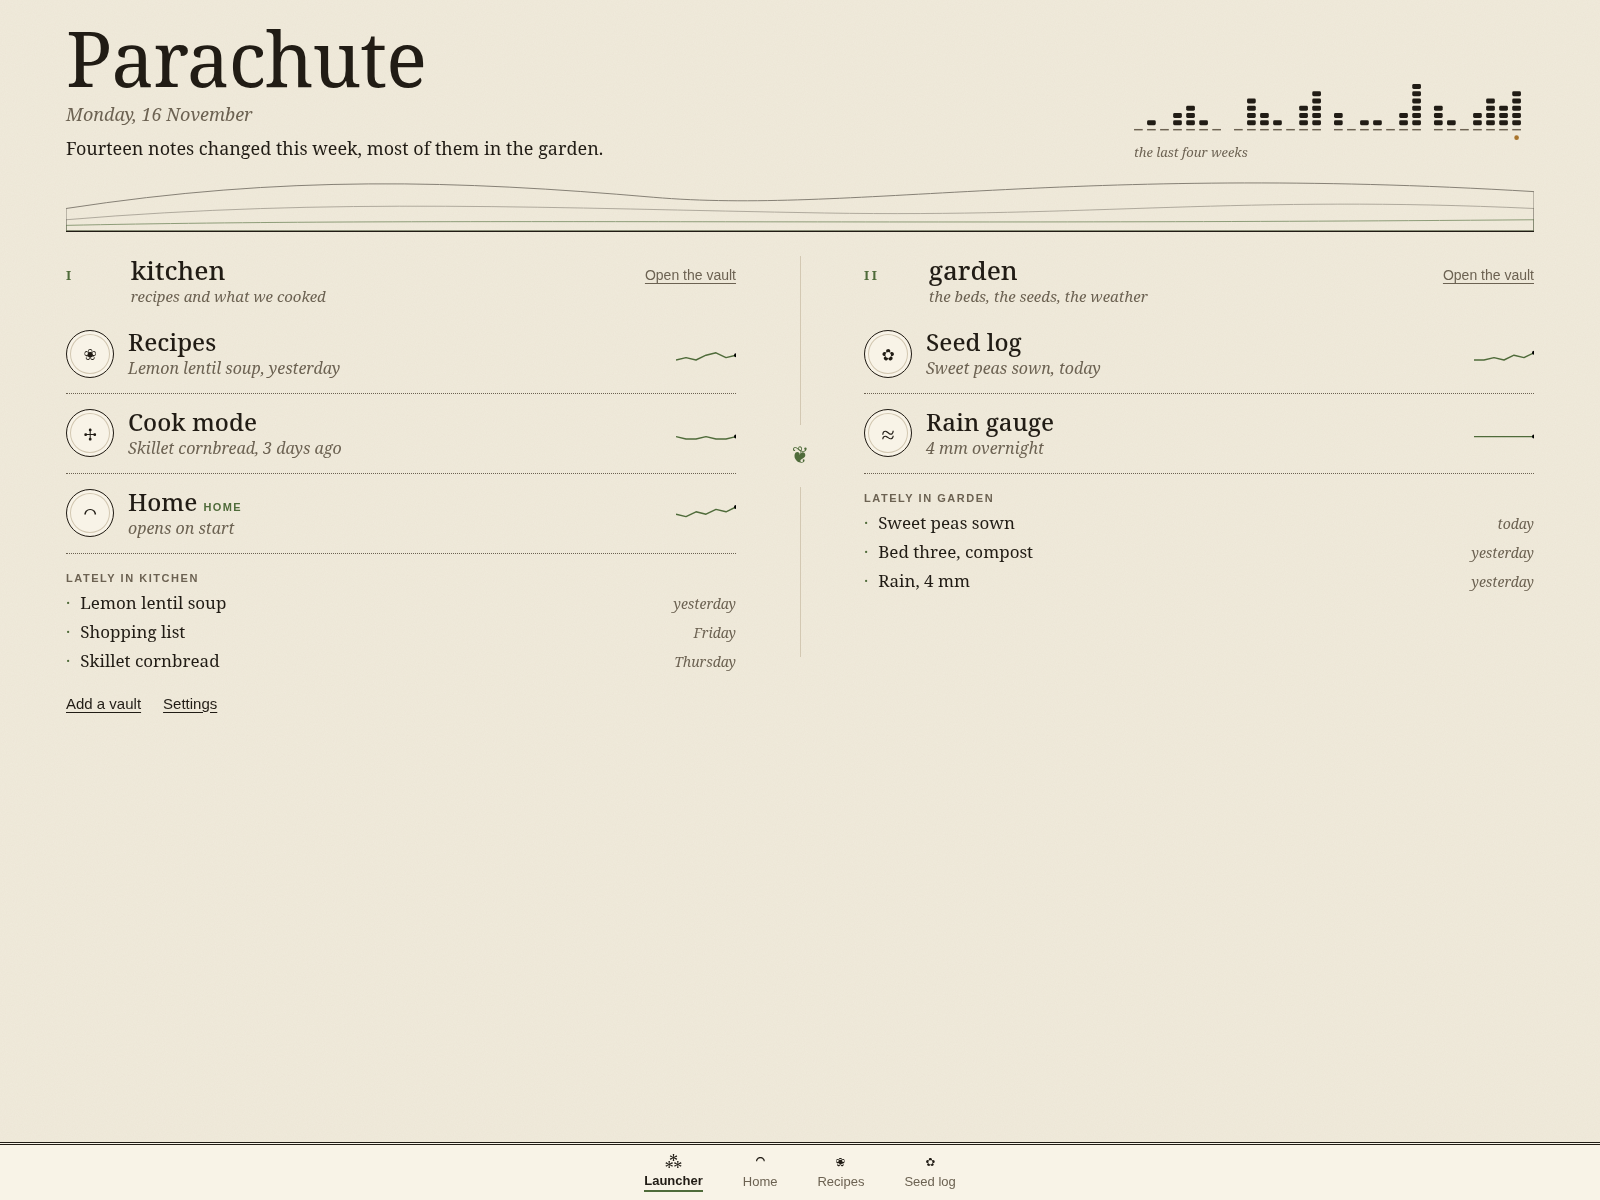 Parachute
Monday, 16 November
Fourteen notes changed this week, most of them in the garden.
the last four weeks
I kitchen Open the vault
recipes and what we cooked
Recipes
Lemon lentil soup, yesterday
Cook mode
Skillet cornbread, 3 days ago
Home HOME
opens on start
LATELY IN KITCHEN
· Lemon lentil soup yesterday
· Shopping list Friday
· Skillet cornbread Thursday
Add a vault Settings
II garden Open the vault
the beds, the seeds, the weather
Seed log
Sweet peas sown, today
Rain gauge
4 mm overnight
LATELY IN GARDEN
· Sweet peas sown today
· Bed three, compost yesterday
· Rain, 4 mm yesterday
Launcher Home Recipes Seed log